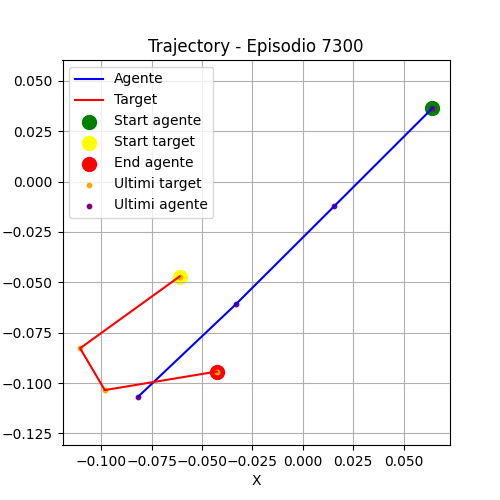 Trajectory - Episodio 7300
Agente
Target
Start agente
Start target
End agente
Ultimi target
Ultimi agente
0.050
0.025
0.000
−0.025
−0.050
−0.075
−0.100
−0.125
−0.100 −0.075 −0.050 −0.025 0.000 0.025 0.050
X